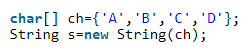 char[] ch={'A','B','C','D'};
String s=new String(ch);